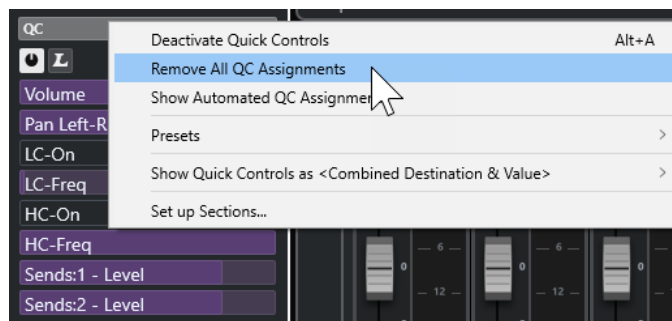 QC
Deactivate Quick Controls Alt+A
L
Remove All QC Assignments
Volume
Show Automated QC
Pan
Presets
LC-On
Show Quick Controls as <Combined Destination & Value>
LC-Freq
Set up Sections...
HC-On
HC-Freq
6 6
0 0 0
Sends:1 - Level
12 12
Sends:2 - Level